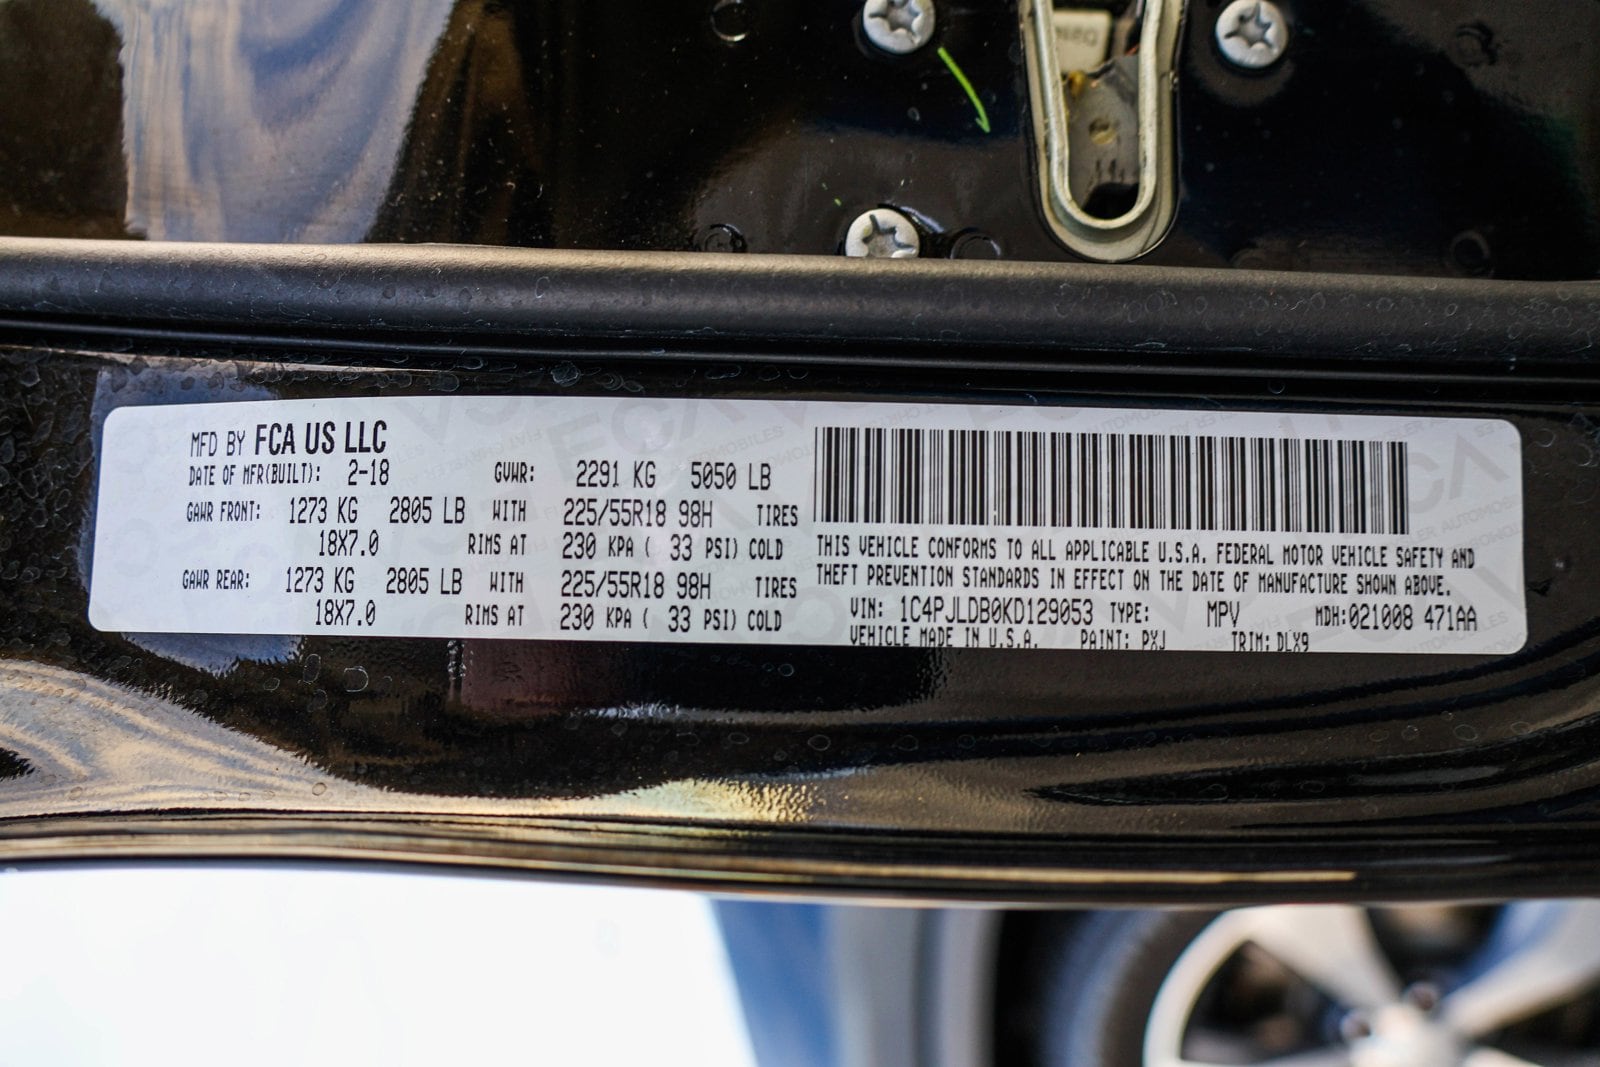 MFD BY FCA US LLC
DATE OF MFR(BUILT): 2-18 GVWR: 2291 KG 5050 LB
GAWR FRONT: 1273 KG 2805 LB WITH 225/55R18 98H TIRES
18X7.0 RIMS AT 230 KPA ( 33 PSI) COLD
GAWR REAR: 1273 KG 2805 LB WITH 225/55R18 98H TIRES
18X7.0 RIMS AT 230 KPA ( 33 PSI) COLD
THIS VEHICLE CONFORMS TO ALL APPLICABLE U.S.A. FEDERAL MOTOR VEHICLE SAFETY AND
THEFT PREVENTION STANDARDS IN EFFECT ON THE DATE OF MANUFACTURE SHOWN ABOVE.
VIN: 1C4PJLDB0KD129053 TYPE: MPV MDH:021008 471AA
VEHICLE MADE IN U.S.A. PAINT: PXJ TRIM: DLX9